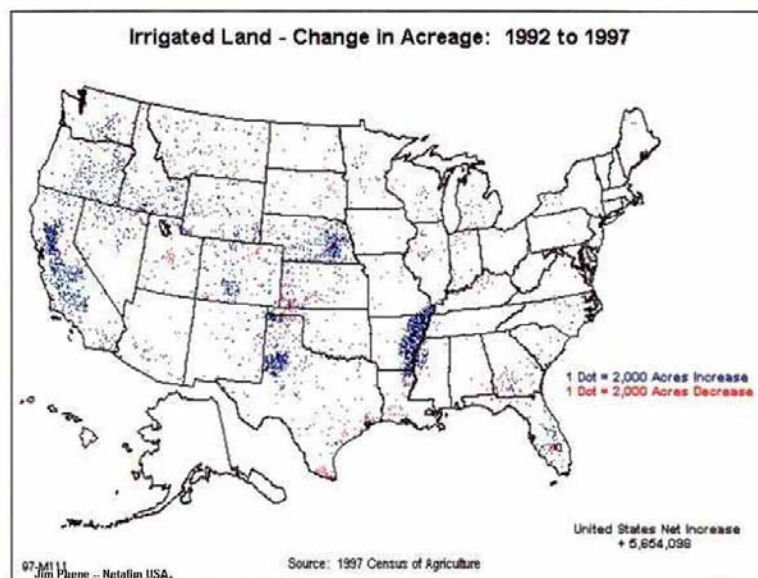 Irrigated Land - Change in Acreage: 1992 to 1997
1 Dot = 2,000 Acres Increase
1 Dot = 2,000 Acres Decrease
United States Net Increase
+ 5,654,098
97-M111
Source: 1997 Census of Agriculture
Jim Phene -- Netafim USA.